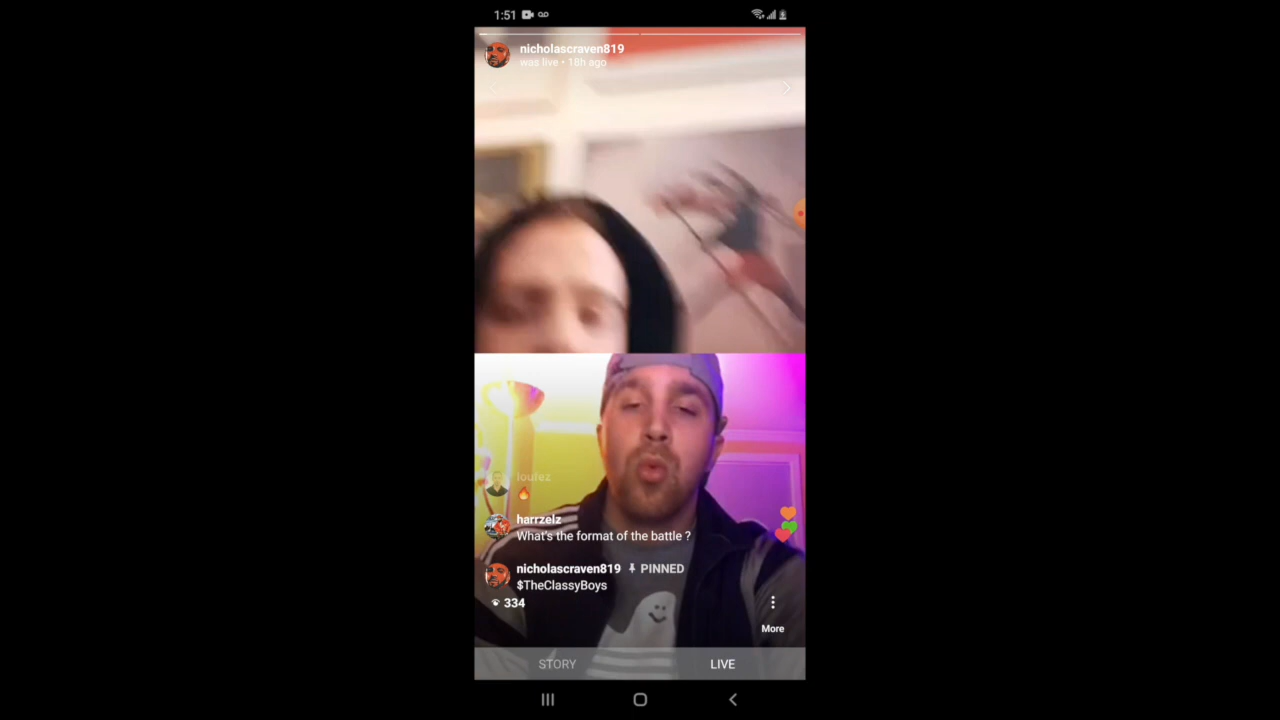 1:51
nicholascraven819
was live • 18h ago
loulez
🔥
harrzelz
What's the format of the battle ?
nicholascraven819 PINNED
$TheClassyBoys
334
More
STORY LIVE